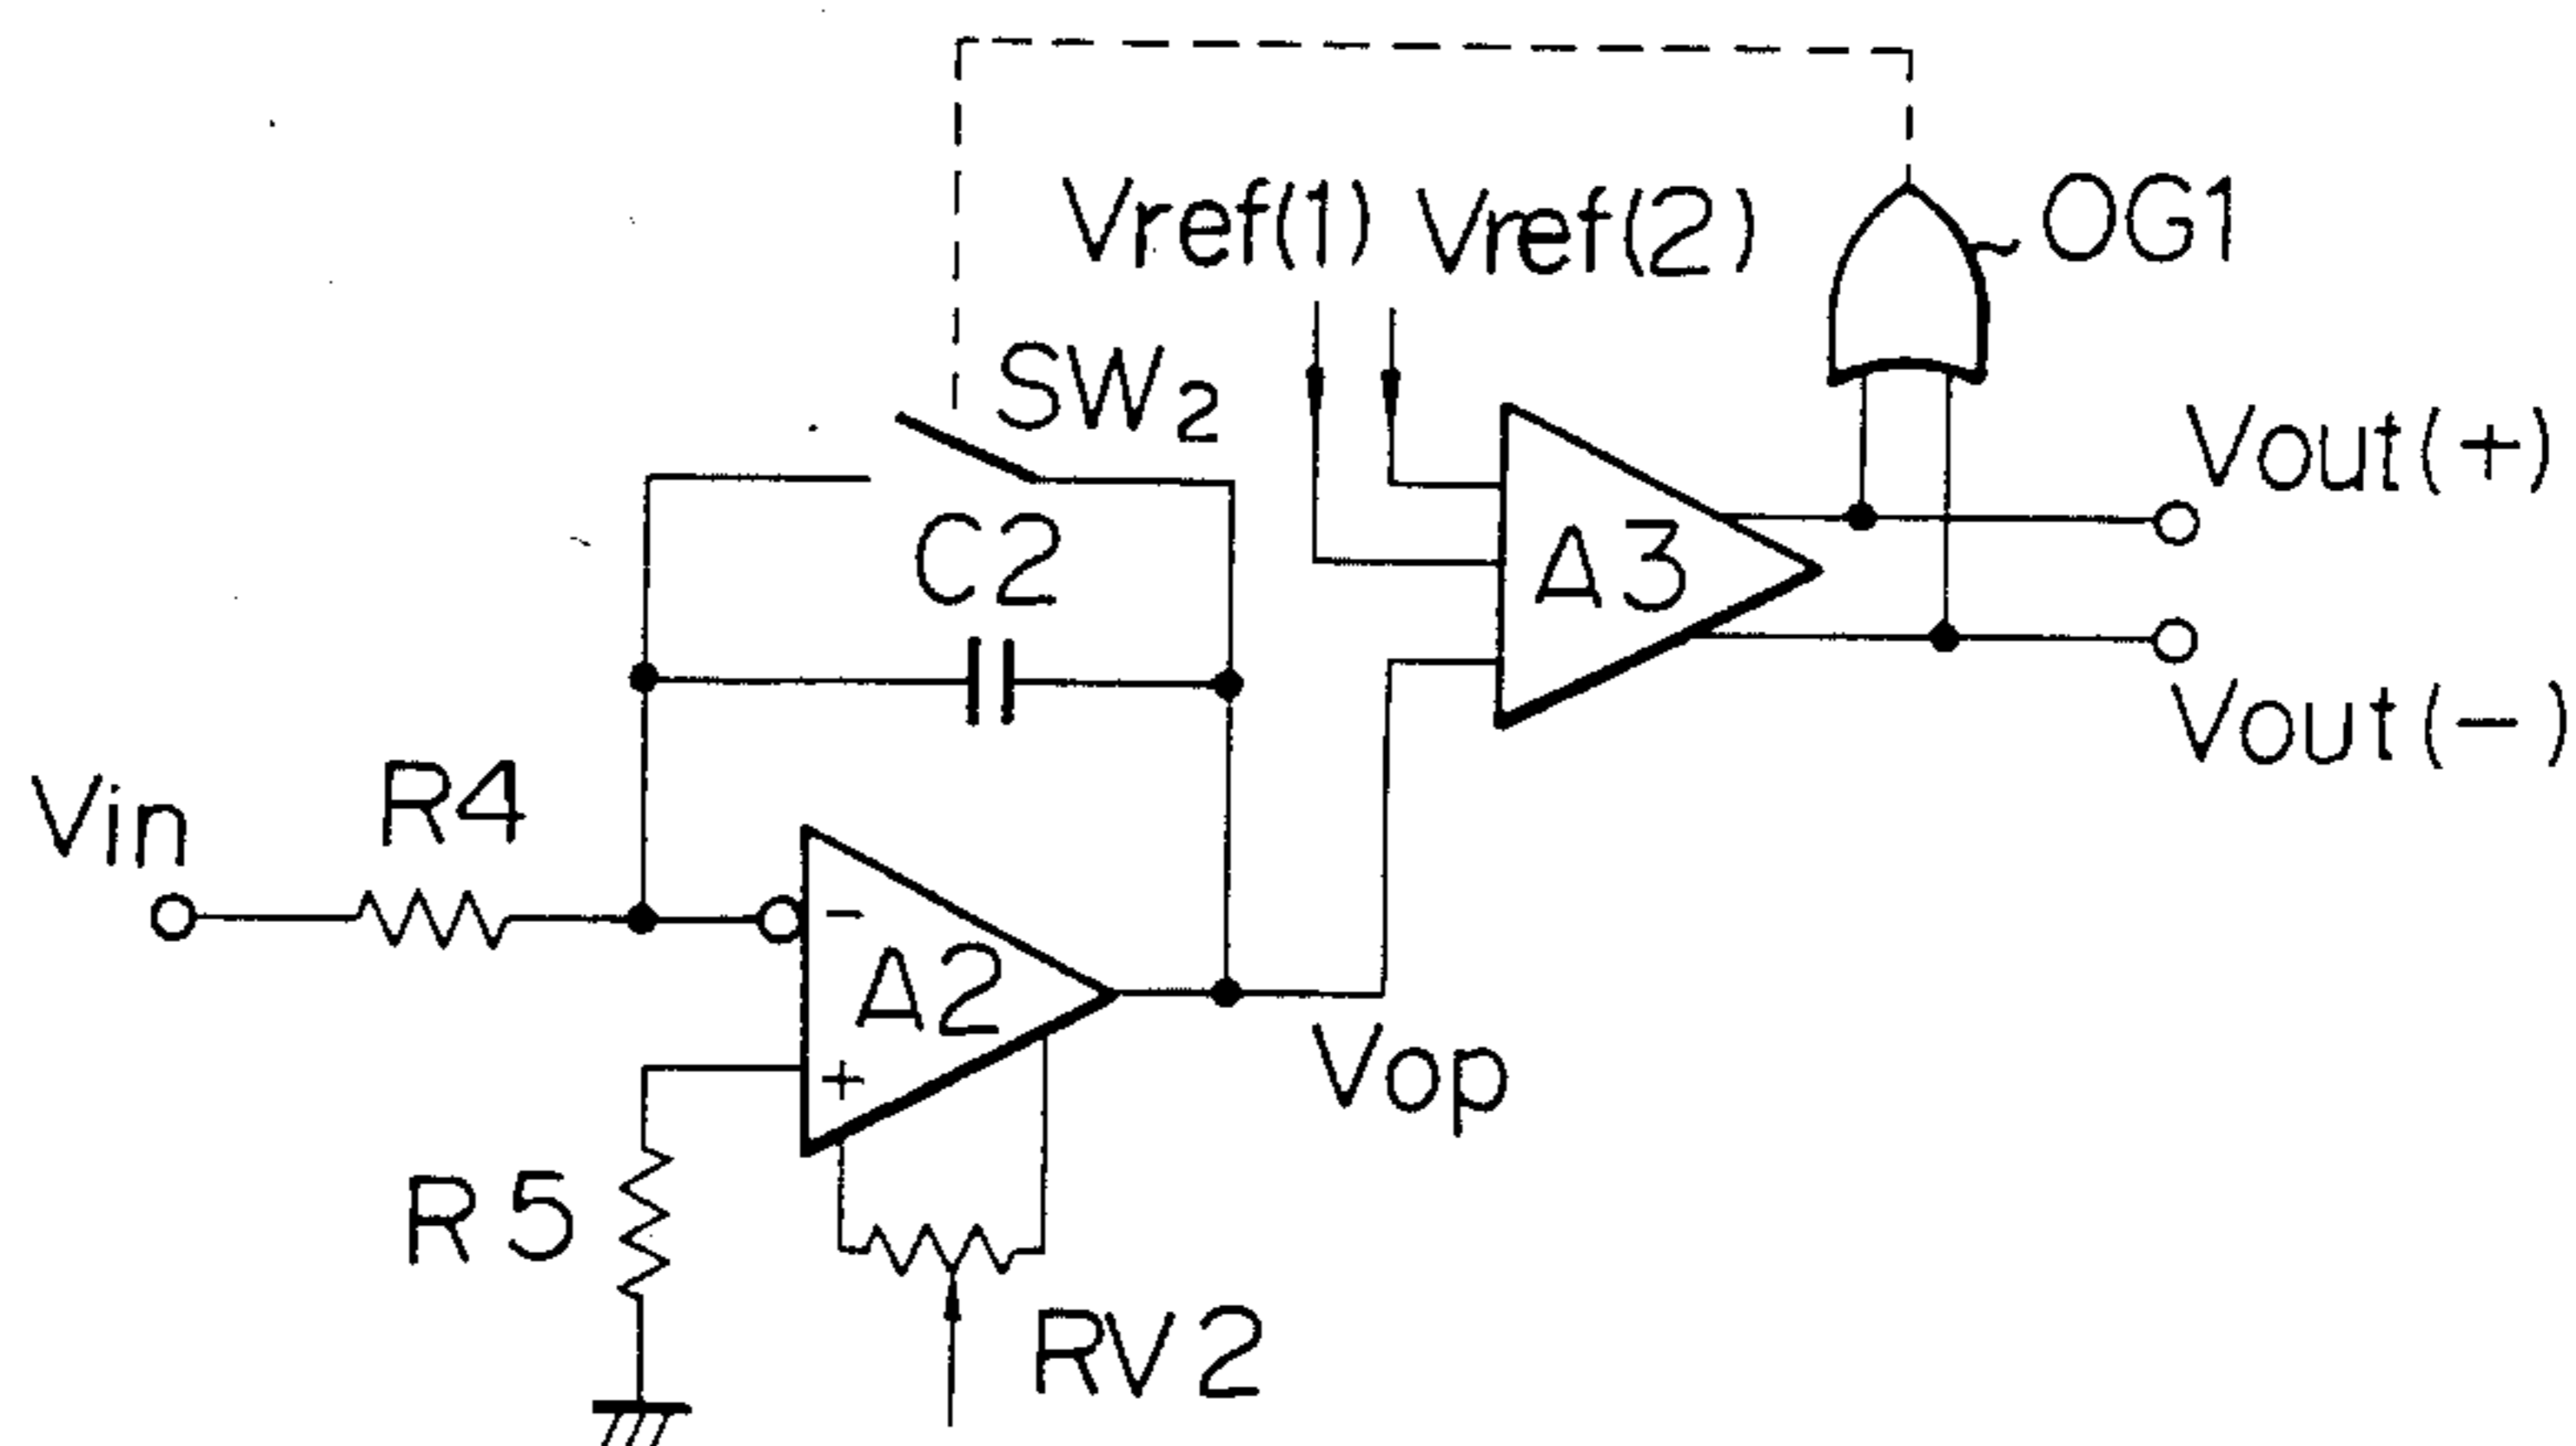 Vref(1)
Vref(2)
OG1
SW2
Vout(+)
C2
A3
Vout(-)
R4
Vin
-
A2
+
Vop
R5
RV2